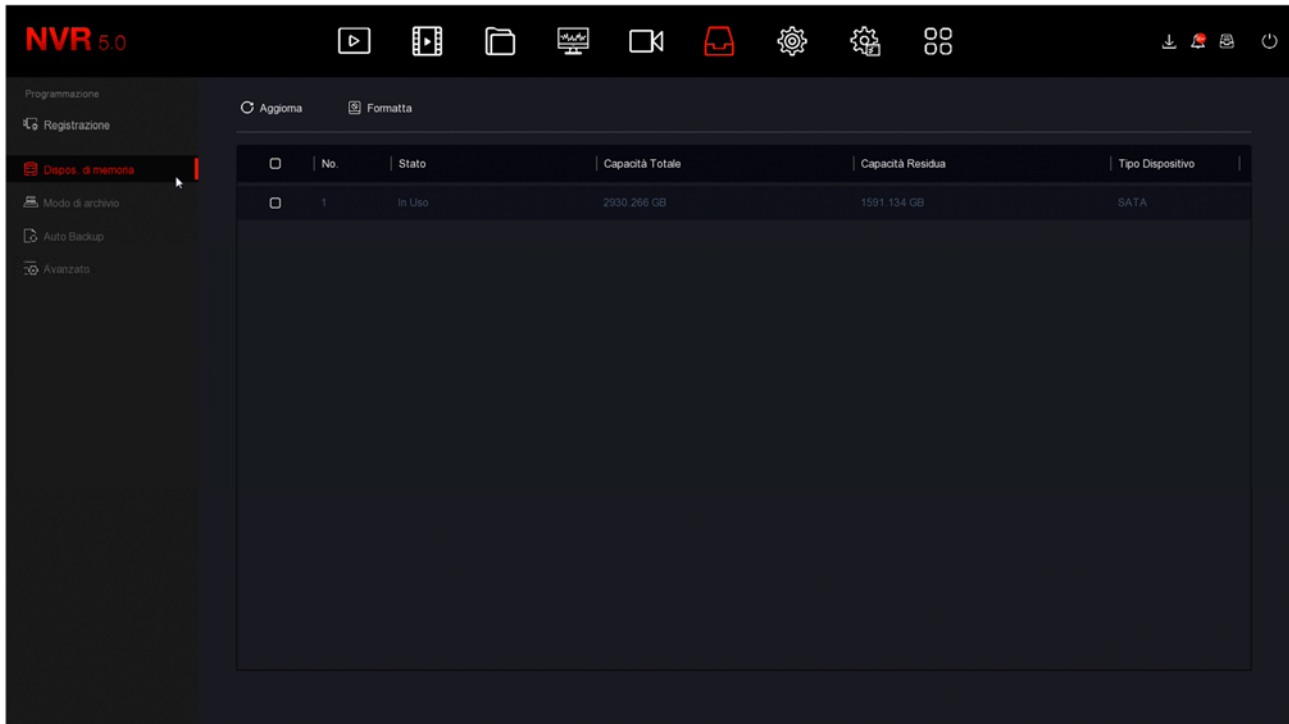 NVR 5.0
Programmazione
Registrazione
Dispos. di memoria
Modo di archivio
Auto Backup
Avanzato
Aggiorna
Formatta
No.
Stato
Capacità Totale
Capacità Residua
Tipo Dispositivo
1
In Uso
2930.266 GB
1591.134 GB
SATA